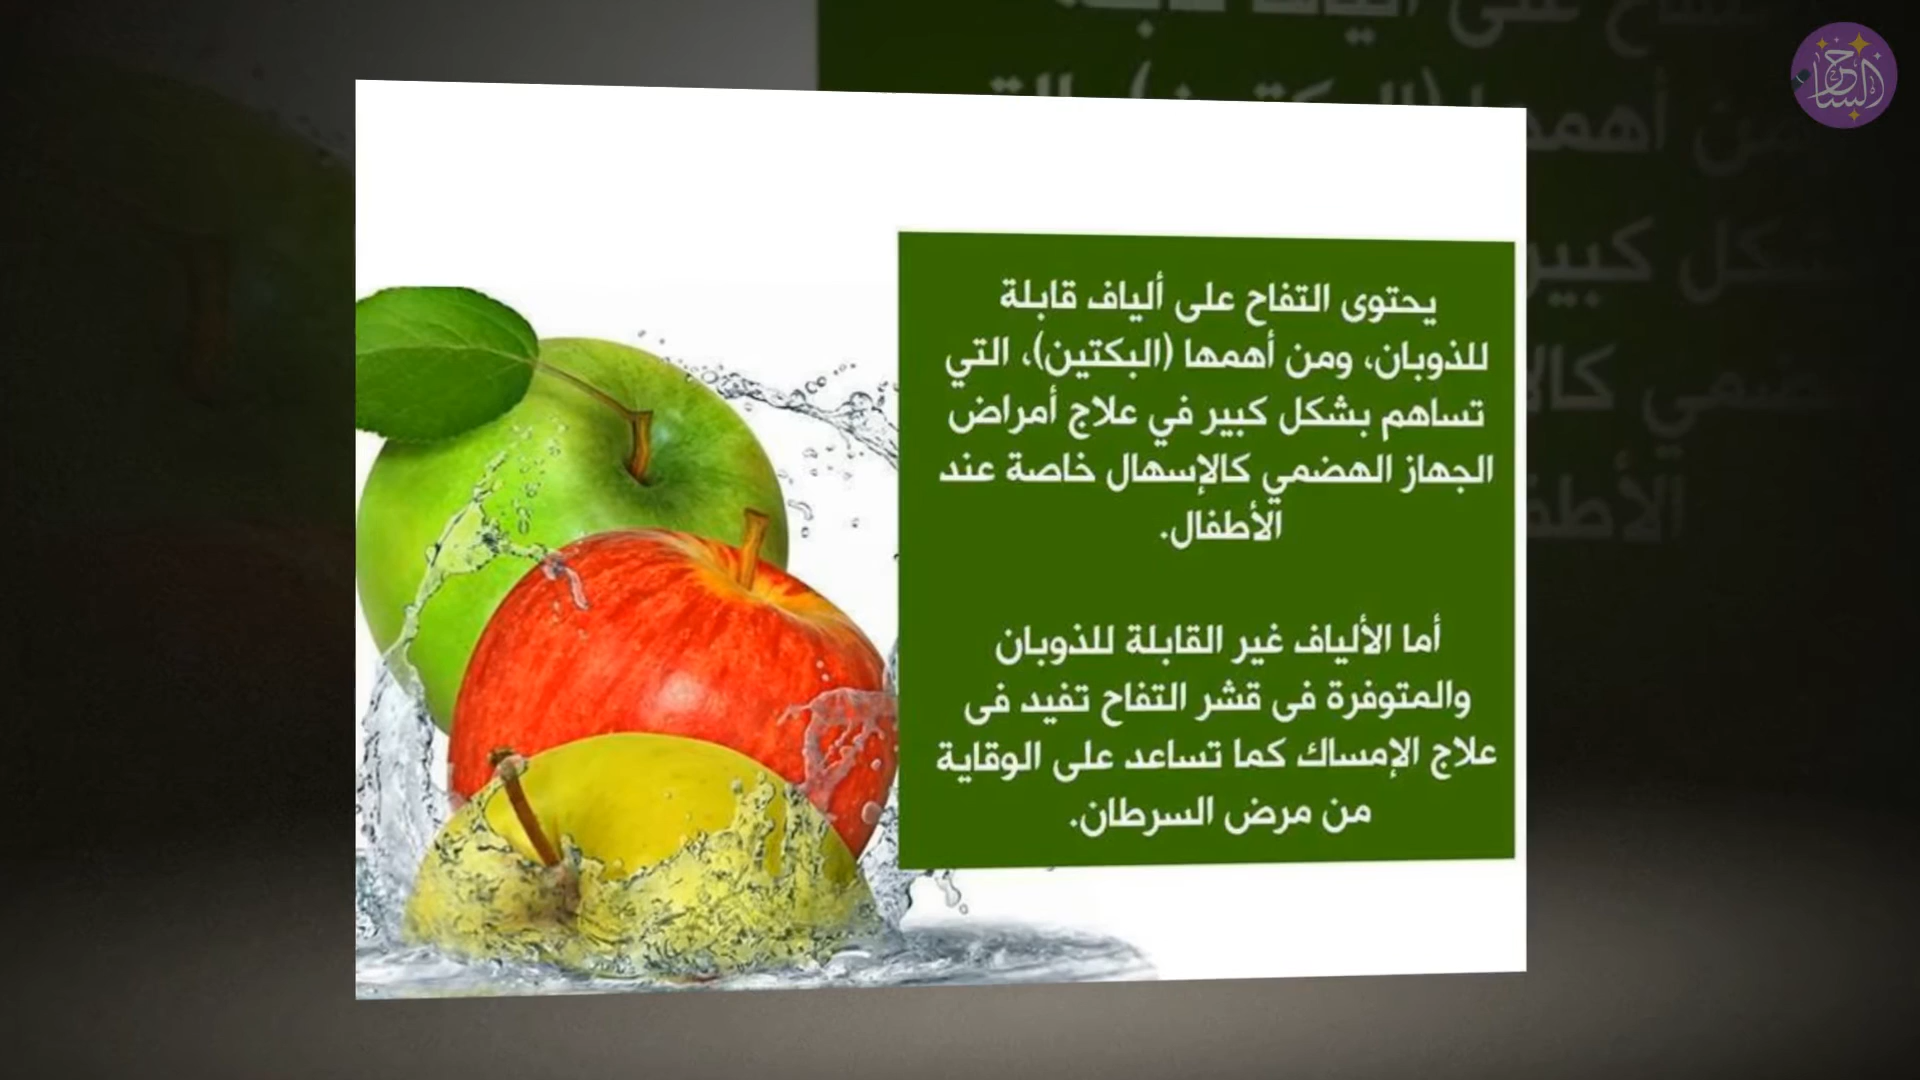 الساحر
يحتوى التفاح على ألياف قابلة
للذوبان، ومن أهمها (البكتين)، التي
تساهم بشكل كبير في علاج أمراض
الجهاز الهضمي كالإسهال خاصة عند
الأطفال.
أما الألياف غير القابلة للذوبان
والمتوفرة فى قشر التفاح تفيد فى
علاج الإمساك كما تساعد على الوقاية
من مرض السرطان.